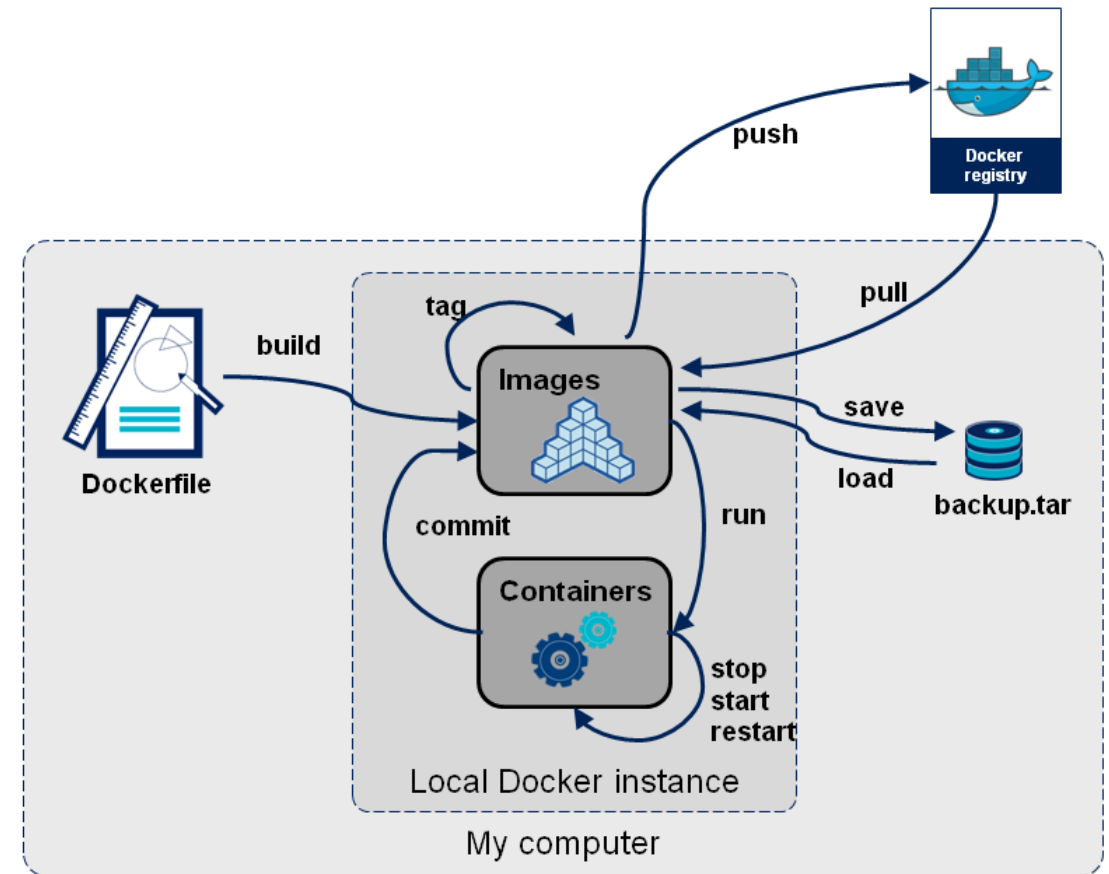 push
Docker
registry
pull
tag
build
Images
save
load
Dockerfile
backup.tar
commit
run
Containers
stop
start
restart
Local Docker instance
My computer